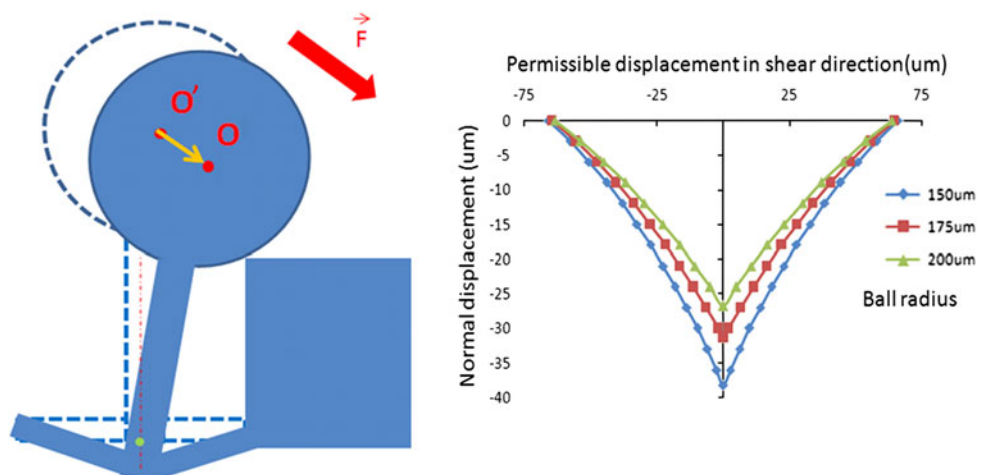 F
O'
O
Permissible displacement in shear direction(um)
-75
-25
25
75
Normal displacement (um)
0
-5
-10
-15
-20
-25
-30
-35
-40
150um
175um
200um
Ball radius